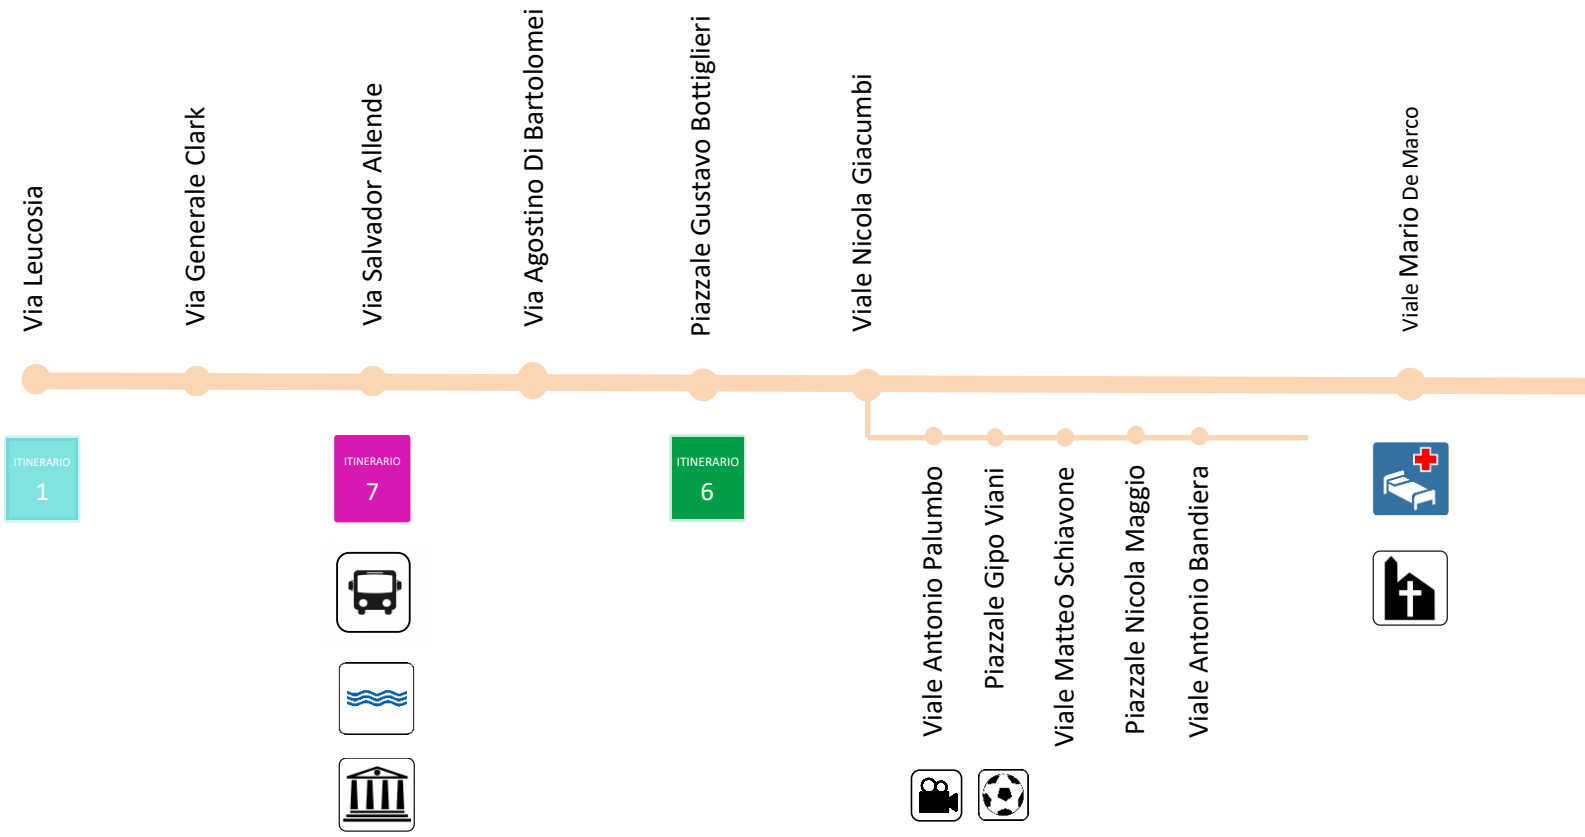 Via Leucosia
Via Generale Clark
Via Salvador Allende
Via Agostino Di Bartolomei
Piazzale Gustavo Bottiglieri
Viale Nicola Giacumbi
Viale Mario De Marco
ITINERARIO
1
ITINERARIO
7
ITINERARIO
6
Viale Antonio Palumbo
Piazzale Gipo Viani
Viale Matteo Schiavone
Piazzale Nicola Maggio
Viale Antonio Bandiera